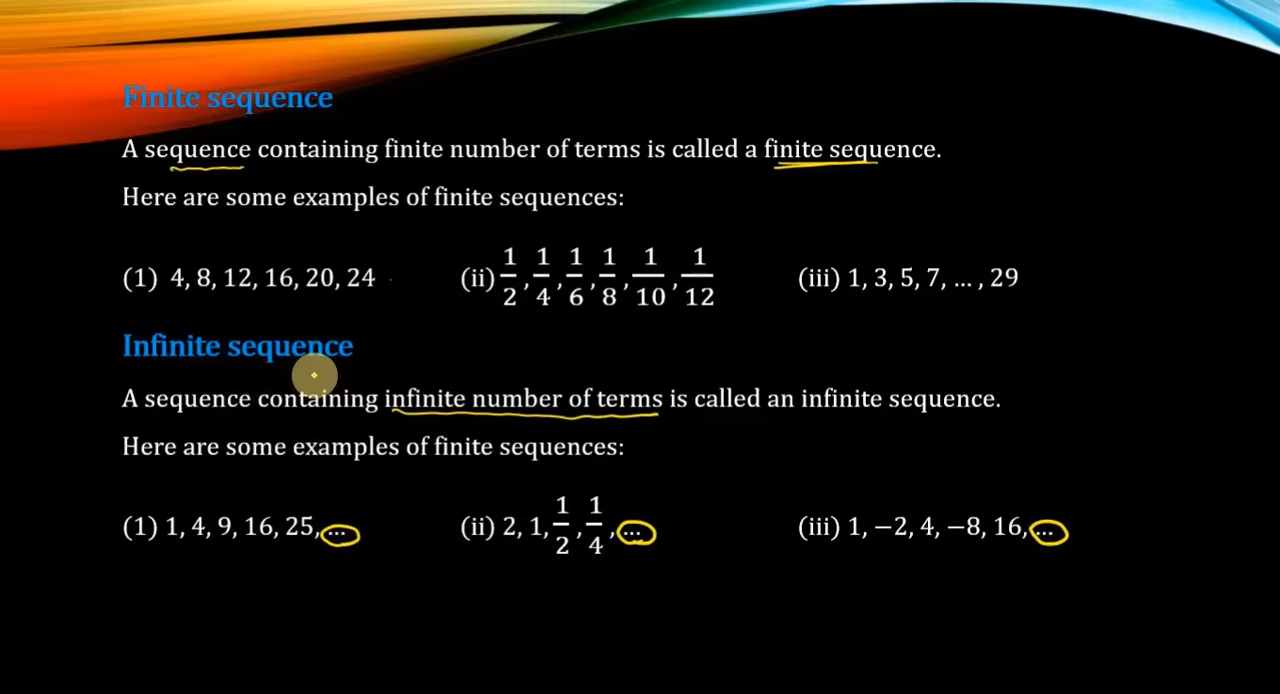 Finite sequence
A sequence containing finite number of terms is called a finite sequence.
Here are some examples of finite sequences:
(1) 4, 8, 12, 16, 20, 24 (ii) 1/2, 1/4, 1/6, 1/8, 1/10, 1/12 (iii) 1, 3, 5, 7, … , 29
Infinite sequence
A sequence containing infinite number of terms is called an infinite sequence.
Here are some examples of finite sequences:
(1) 1, 4, 9, 16, 25, … (ii) 2, 1, 1/2, 1/4, … (iii) 1, −2, 4, −8, 16, …